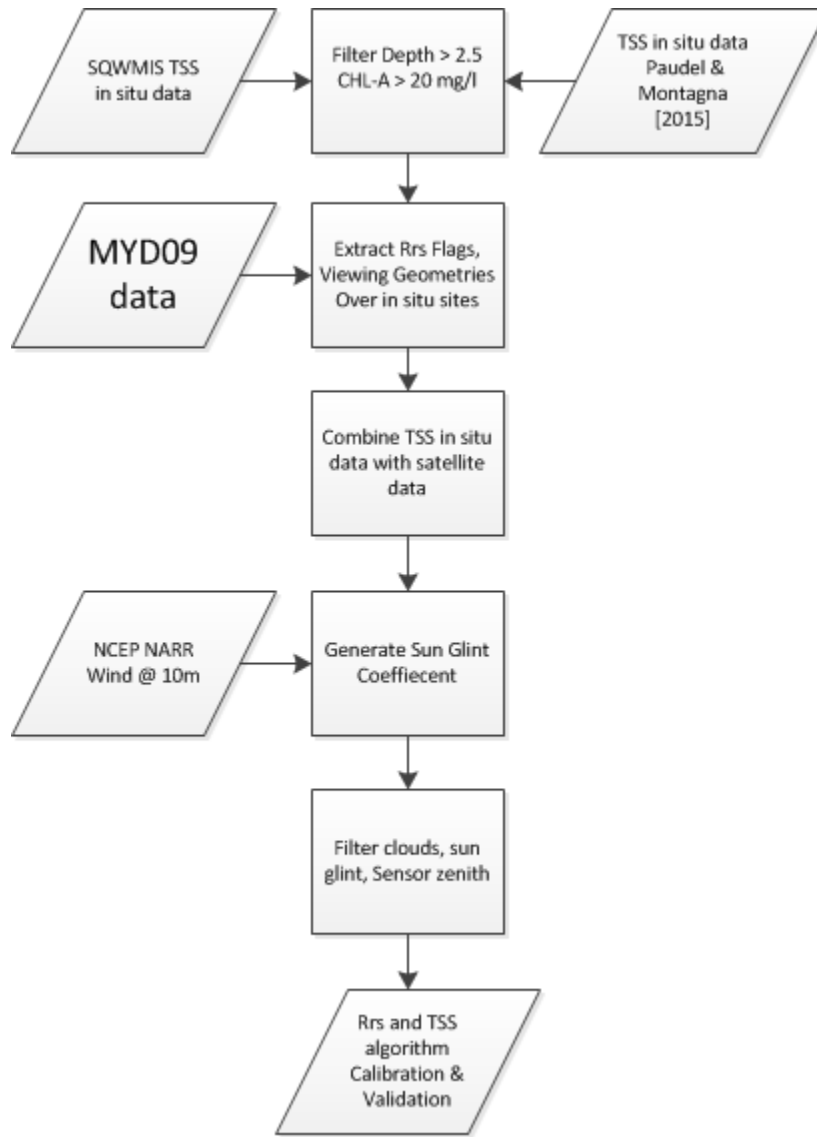 SQWMIS TSS
in situ data
Filter Depth > 2.5
CHL-A > 20 mg/l
TSS in situ data
Paudel &
Montagna
[2015]
MYD09
data
Extract Rrs Flags,
Viewing Geometries
Over in situ sites
Combine TSS in situ
data with satellite
data
NCEP NARR
Wind @ 10m
Generate Sun Glint
Coeffiecent
Filter clouds, sun
glint, Sensor zenith
Rrs and TSS
algorithm
Calibration &
Validation